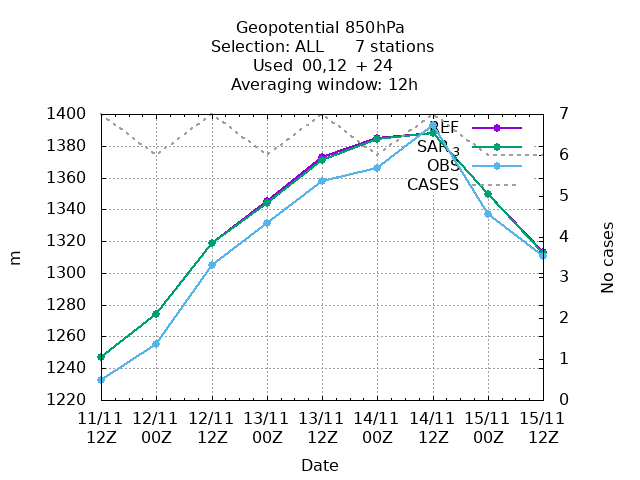 Geopotential 850hPa
Selection: ALL 7 stations
Used 00,12 + 24
Averaging window: 12h
1400
1380
1360
1340
1320
1300
1280
1260
1240
1220
7
6
5
4
3
2
1
0
REF
SAR 3
OBS
CASES
m
No cases
11/11 12/11 12/11 13/11 13/11 14/11 14/11 15/11 15/11
12Z 00Z 12Z 00Z 12Z 00Z 12Z 00Z 12Z
Date